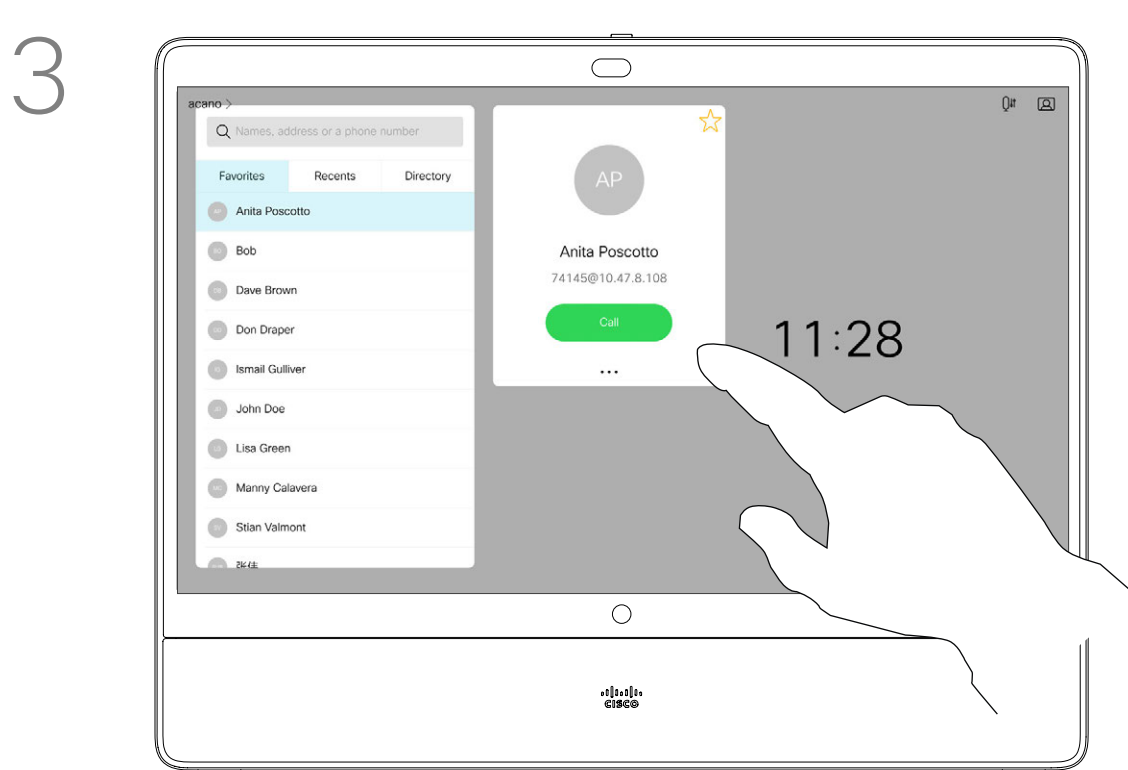 3
acano >
Names, address or a phone number
Favorites Recents Directory
Anita Poscotto
Bob
Dave Brown
Don Draper
Ismail Gulliver
John Doe
Lisa Green
Manny Calavera
Stian Valmont
AP
Anita Poscotto
74145@10.47.8.108
Call
11:28
CISCO